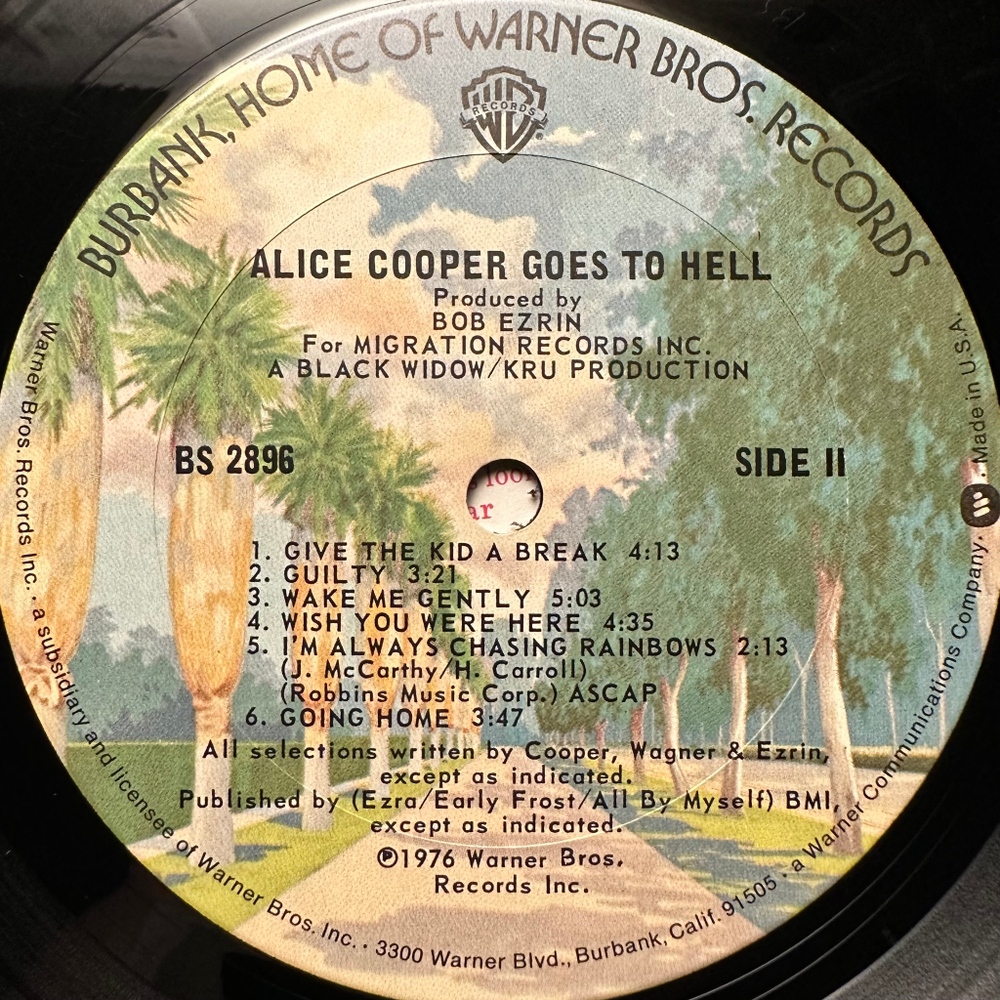 BURBANK, HOME OF WARNER BROS. RECORDS
RECORDS
ALICE COOPER GOES TO HELL
Produced by
BOB EZRIN
For MIGRATION RECORDS INC.
A BLACK WIDOW/KRU PRODUCTION
BS 2896
SIDE II
1. GIVE THE KID A BREAK 4:13
2. GUILTY 3:21
3. WAKE ME GENTLY 5:03
4. WISH YOU WERE HERE 4:35
5. I'M ALWAYS CHASING RAINBOWS 2:13
(J. McCarthy/H. Carroll)
(Robbins Music Corp.) ASCAP
6. GOING HOME 3:47
All selections written by Cooper, Wagner & Ezrin,
except as indicated.
Published by (Ezra/Early Frost/All By Myself) BMI,
except as indicated.
℗1976 Warner Bros.
Records Inc.
Warner Bros. Records Inc. · a subsidiary and licensee of Warner Bros. Inc. · 3300 Warner Blvd., Burbank, Calif. 91505 · a Warner Communications Company. Made in U.S.A.